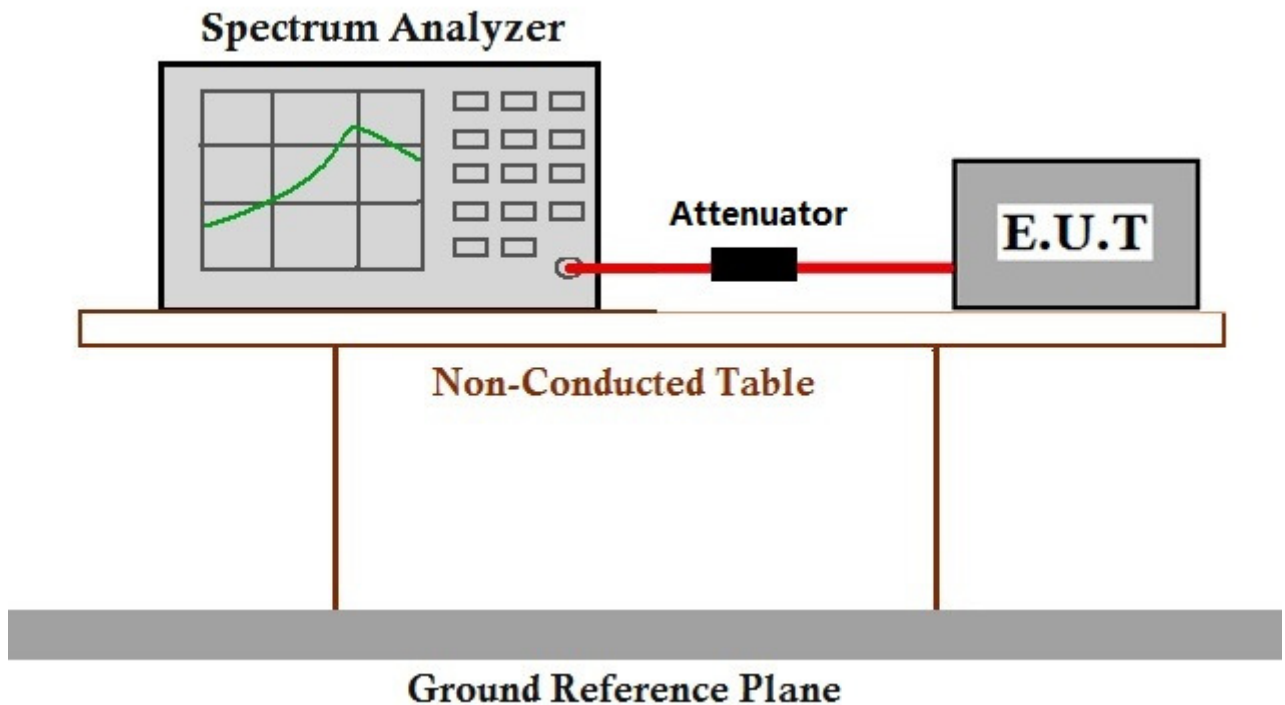 Spectrum Analyzer
Attenuator
E.U.T
Non-Conducted Table
Ground Reference Plane